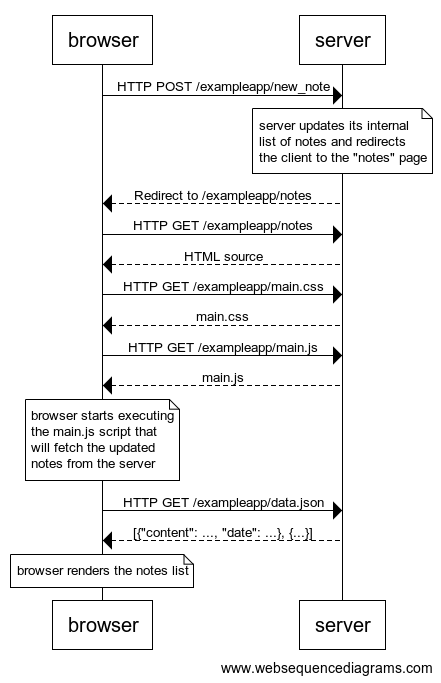 browser
server
HTTP POST /exampleapp/new_note
server updates its internal
list of notes and redirects
the client to the "notes" page
Redirect to /exampleapp/notes
HTTP GET /exampleapp/notes
HTML source
HTTP GET /exampleapp/main.css
main.css
HTTP GET /exampleapp/main.js
main.js
browser starts executing
the main.js script that
will fetch the updated
notes from the server
HTTP GET /exampleapp/data.json
[{"content": ..., "date": ...}, {...}]
browser renders the notes list
browser
server
www.websequencediagrams.com